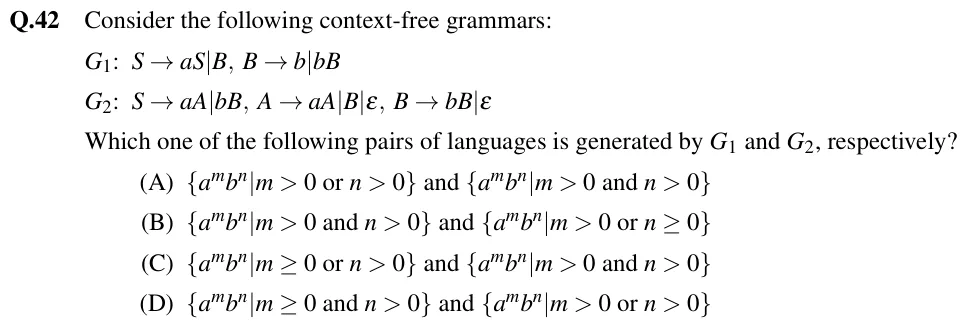 Q.42 Consider the following context-free grammars:
G₁: S → aS|B, B → b|bB
G₂: S → aA|bB, A → aA|B|ε, B → bB|ε
Which one of the following pairs of languages is generated by G₁ and G₂, respectively?
(A) {aᵐbⁿ|m > 0 or n > 0} and {aᵐbⁿ|m > 0 and n > 0}
(B) {aᵐbⁿ|m > 0 and n > 0} and {aᵐbⁿ|m > 0 or n ≥ 0}
(C) {aᵐbⁿ|m ≥ 0 or n > 0} and {aᵐbⁿ|m > 0 and n > 0}
(D) {aᵐbⁿ|m ≥ 0 and n > 0} and {aᵐbⁿ|m > 0 or n > 0}